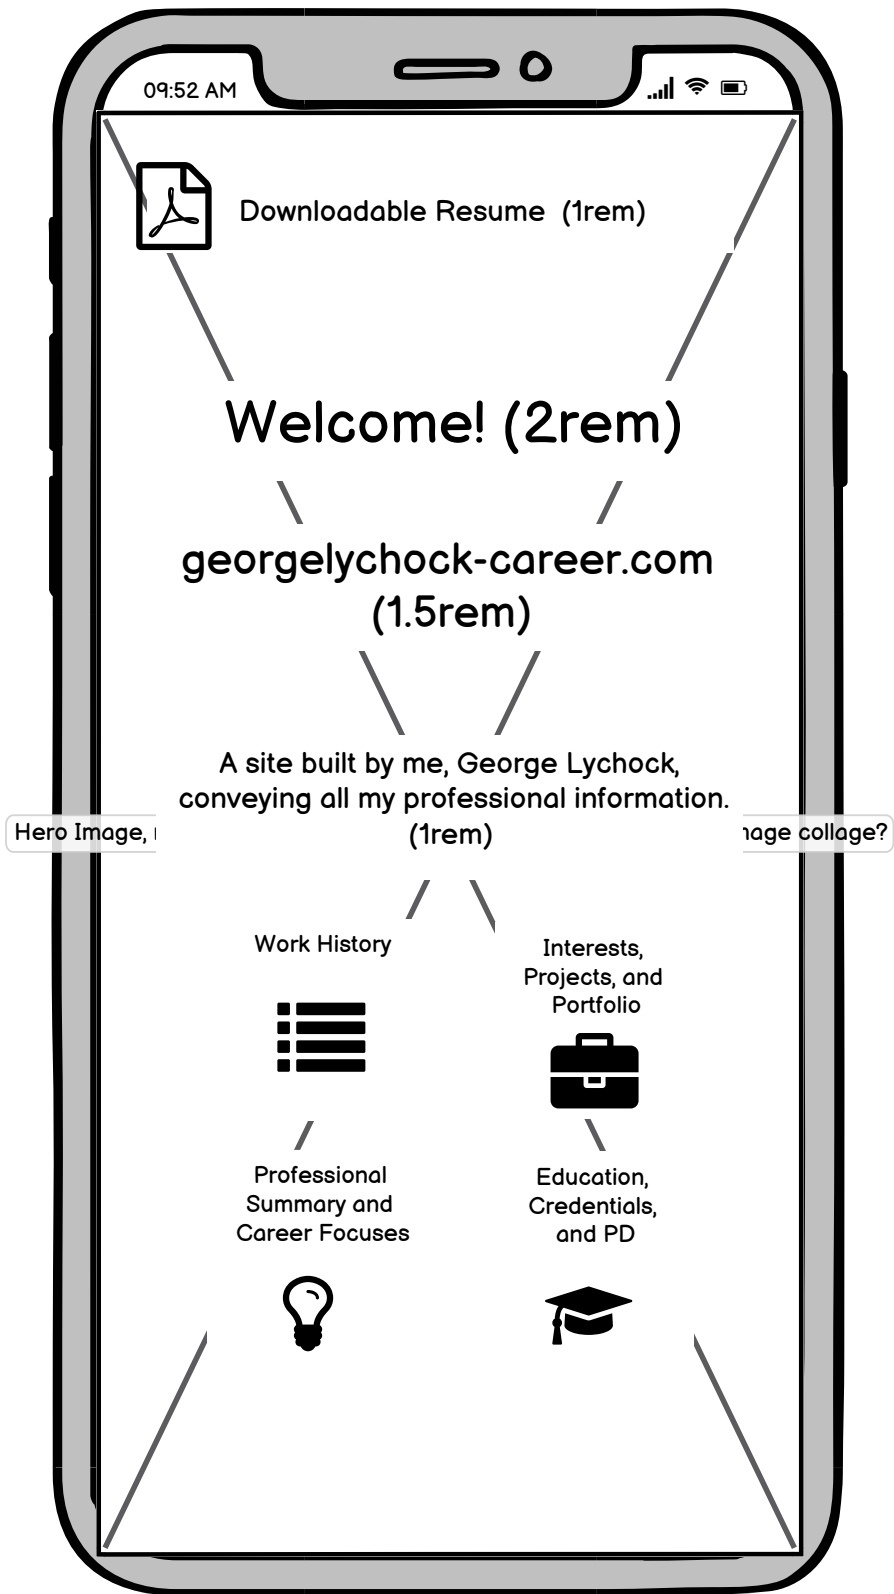 09:52 AM
Downloadable Resume (1rem)
Welcome! (2rem)
georgelychock-career.com
(1.5rem)
A site built by me, George Lychock,
conveying all my professional information.
(1rem)
Hero Image, collage?
Work History
Interests,
Projects, and
Portfolio
Professional
Summary and
Career Focuses
Education,
Credentials,
and PD